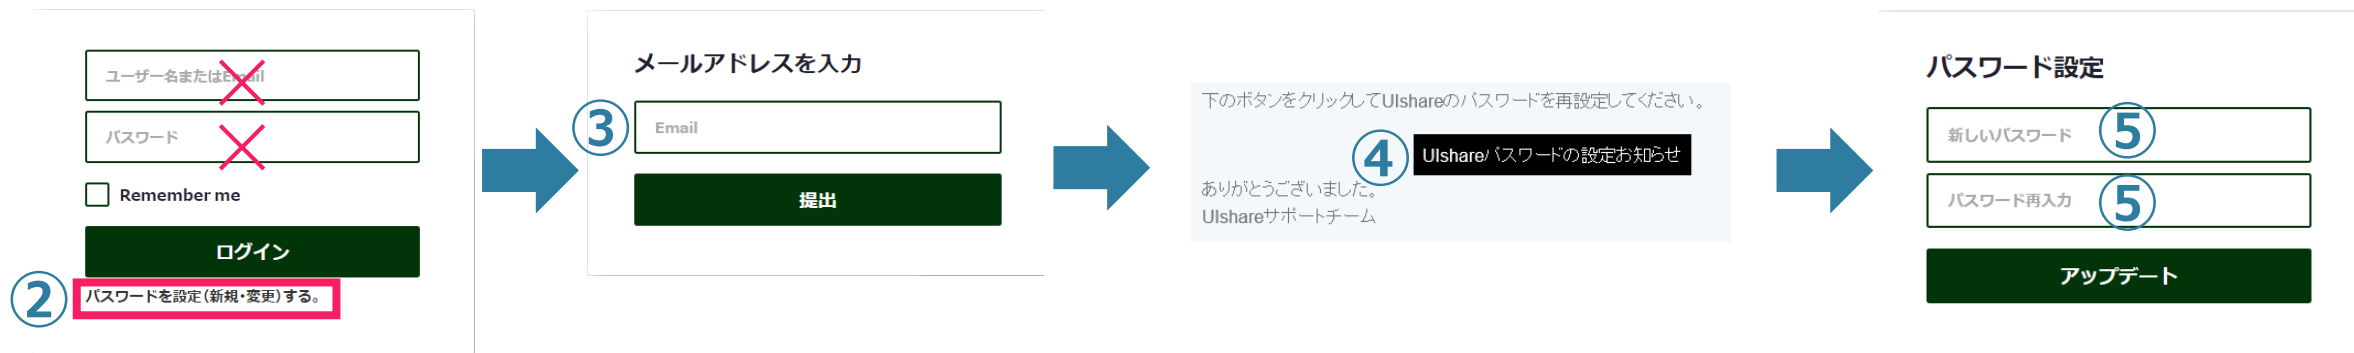 ユーザー名またはEmail
パスワード
Remember me
ログイン
②
パスワードを設定(新規・変更)する。
メールアドレスを入力
③
Email
提出
下のボタンをクリックしてUIshareのパスワードを再設定してください。
④
UIshareパスワードの設定お知らせ
ありがとうございました。
UIshareサポートチーム
パスワード設定
新しいパスワード
⑤
パスワード再入力
⑤
アップデート